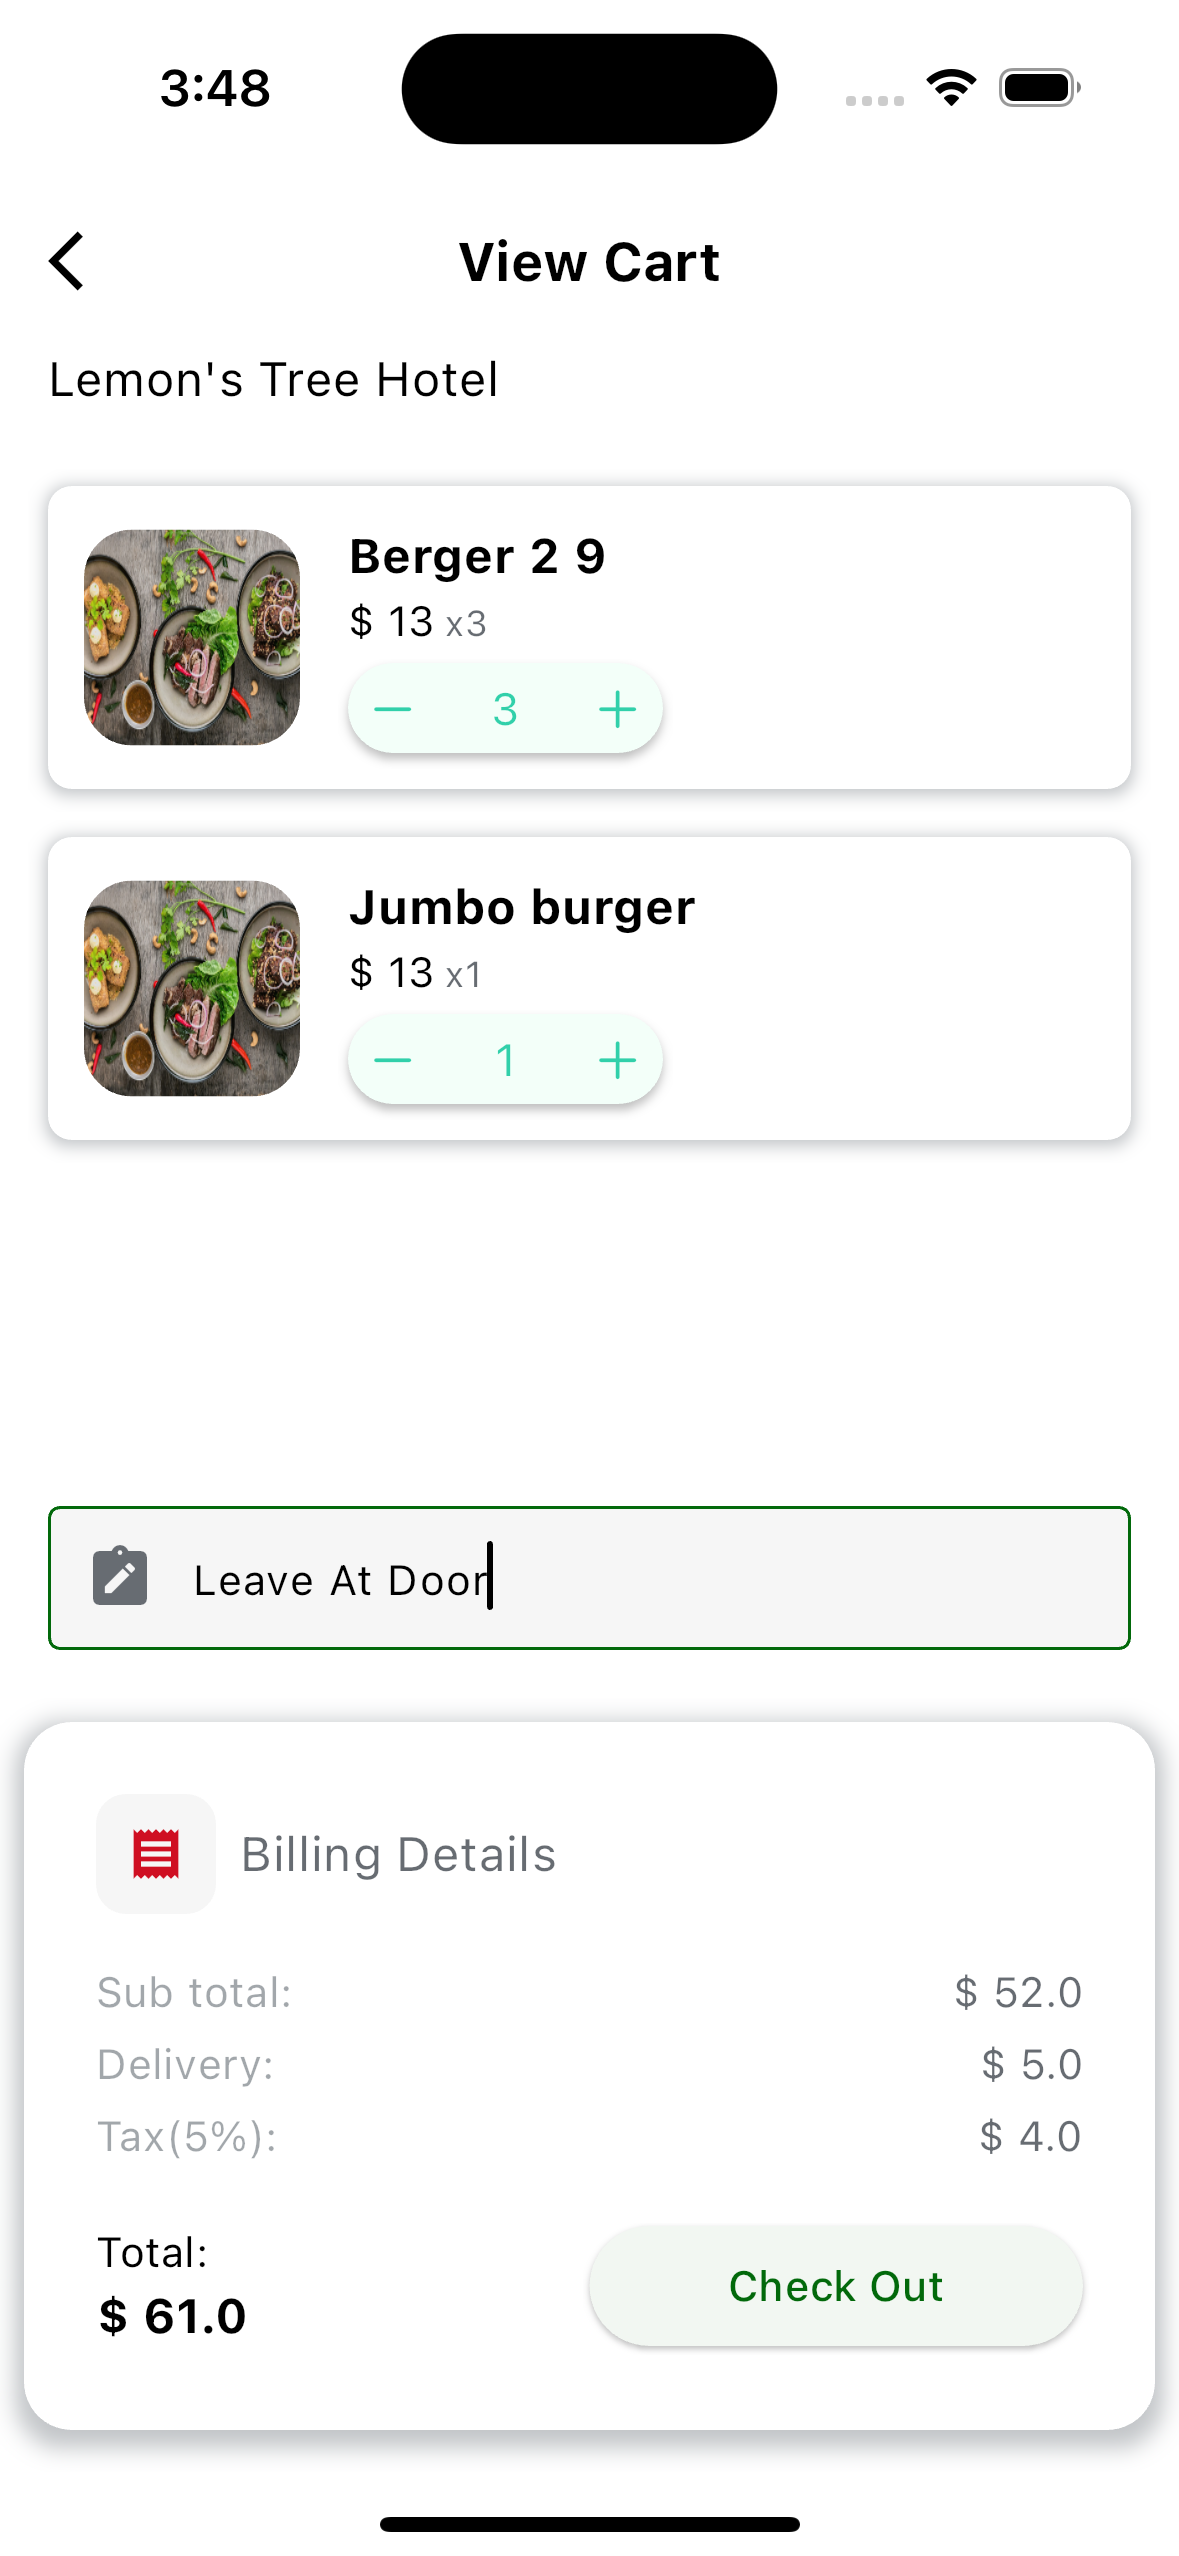 3:48
View Cart
Lemon's Tree Hotel
Berger 2 9
$ 13 x3
3
Jumbo burger
$ 13 x1
1
Leave At Door
Billing Details
Sub total: $ 52.0
Delivery: $ 5.0
Tax(5%): $ 4.0
Total:
$ 61.0
Check Out